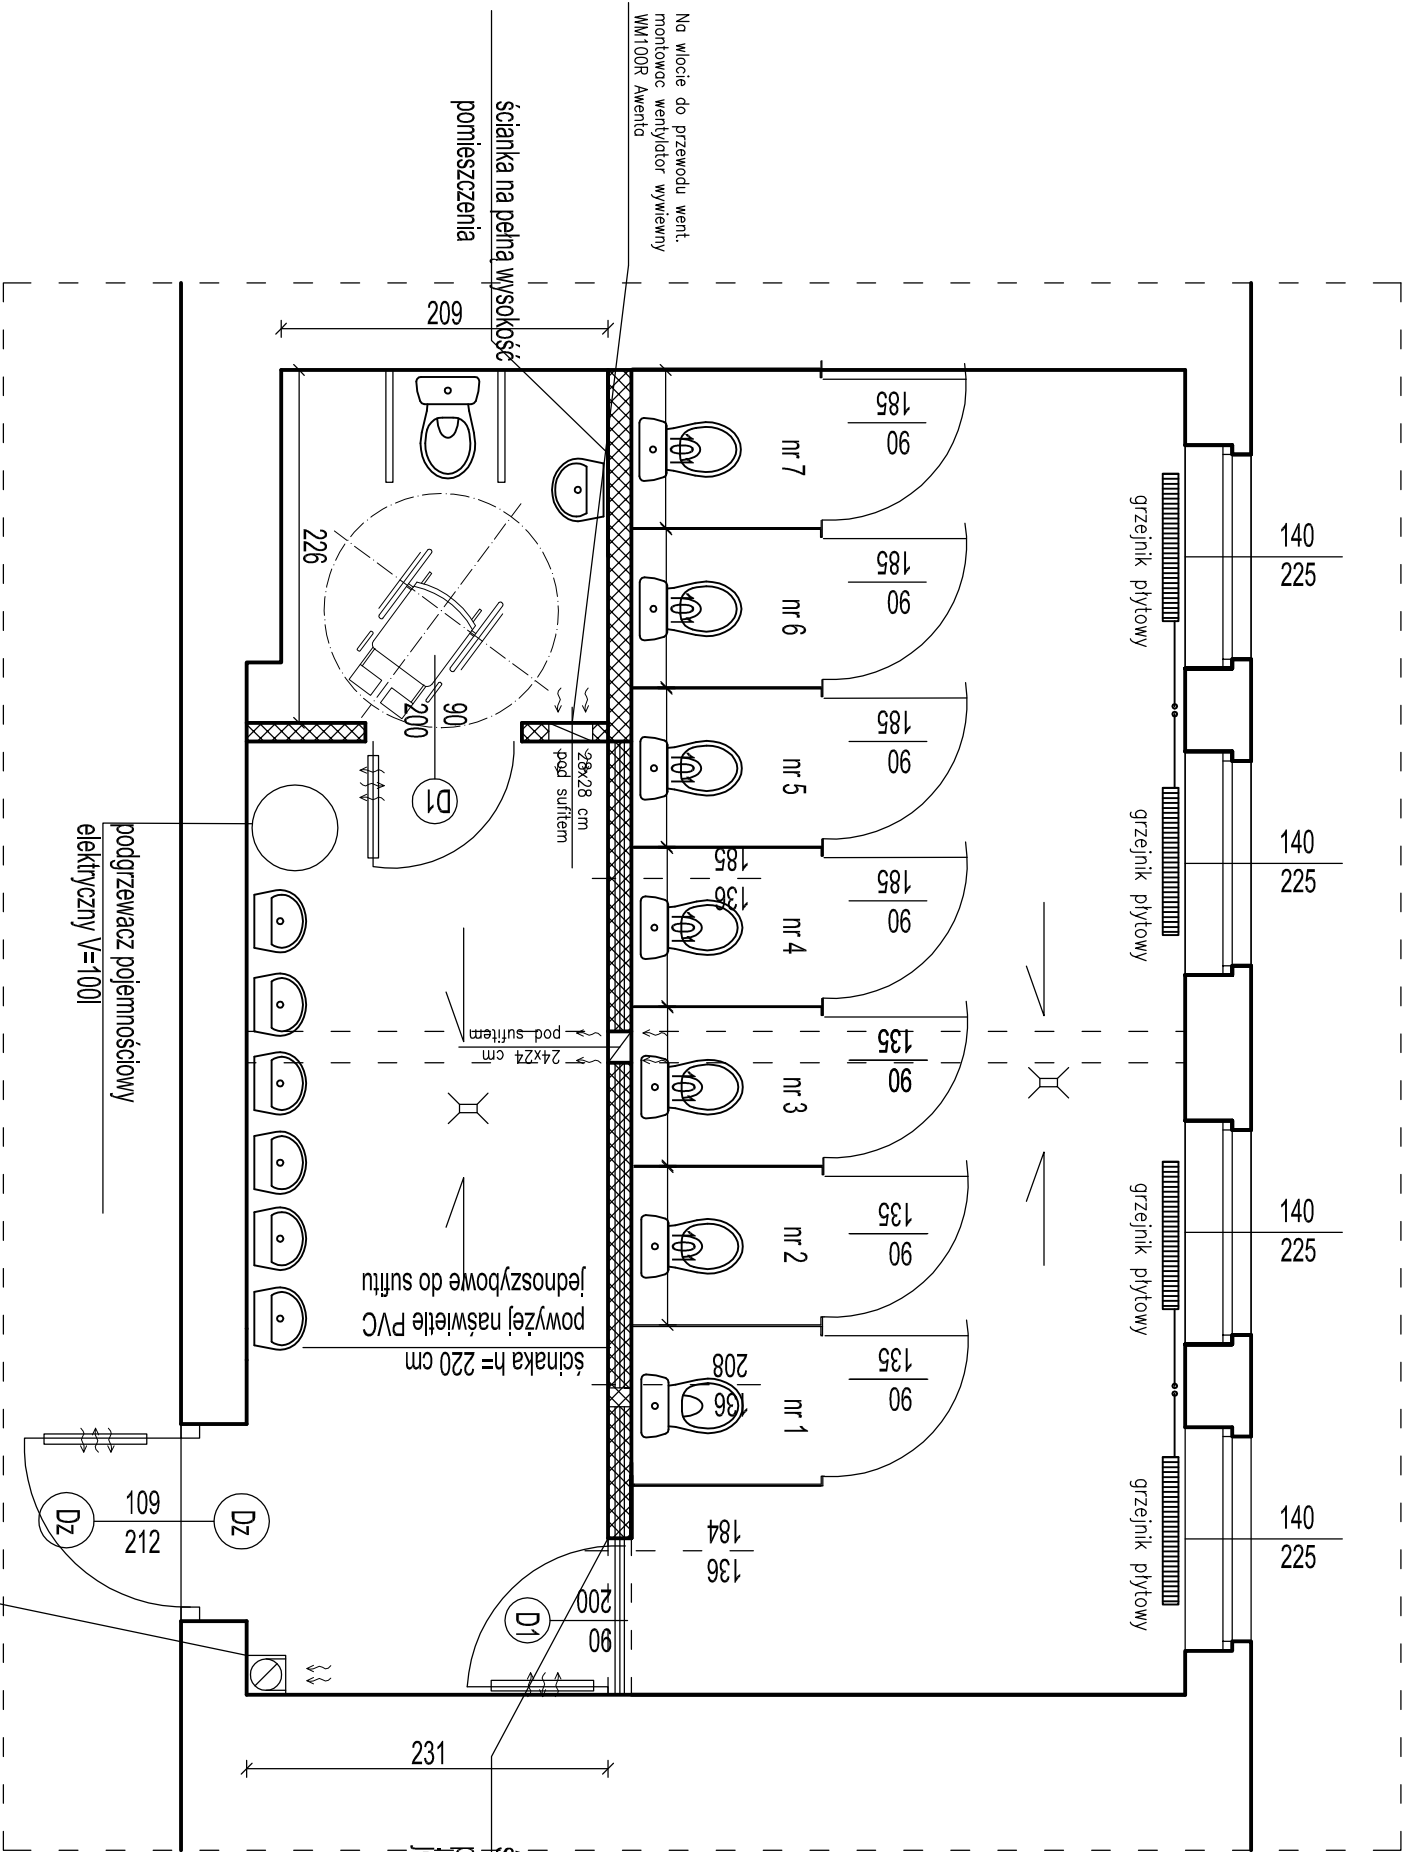 Na wlocie do przewodu went.
montować wentylator wywiewny
WM100R Awenta
ścianka na pełną wysokość
pomieszczenia
209
226
90
200
D1
28x28 cm
pod sufitem
nr 7
185
90
nr 6
185
90
nr 5
185
90
nr 4
185
90
185
136
nr 3
135
90
nr 2
135
90
nr 1
135
90
208
136
184
136
grzejnik płytowy
140
225
grzejnik płytowy
140
225
grzejnik płytowy
140
225
grzejnik płytowy
140
225
24x24 cm
pod sufitem
podgrzewacz pojemnościowy
elektryczny V=100l
ścinaka h= 220 cm
powyżej naświetle PVC
jednoszybowe do sufitu
Dz
109
212
Dz
D1
200
90
231